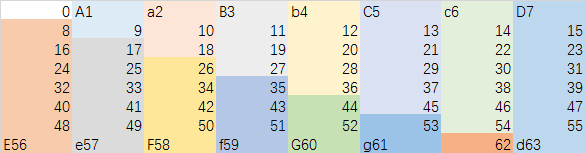 0 A1 a2 B3 b4 C5 c6 D7
8 9 10 11 12 13 14 15
16 17 18 19 20 21 22 23
24 25 26 27 28 29 30 31
32 33 34 35 36 37 38 39
40 41 42 43 44 45 46 47
48 49 50 51 52 53 54 55
E56 e57 F58 f59 G60 g61 62 d63